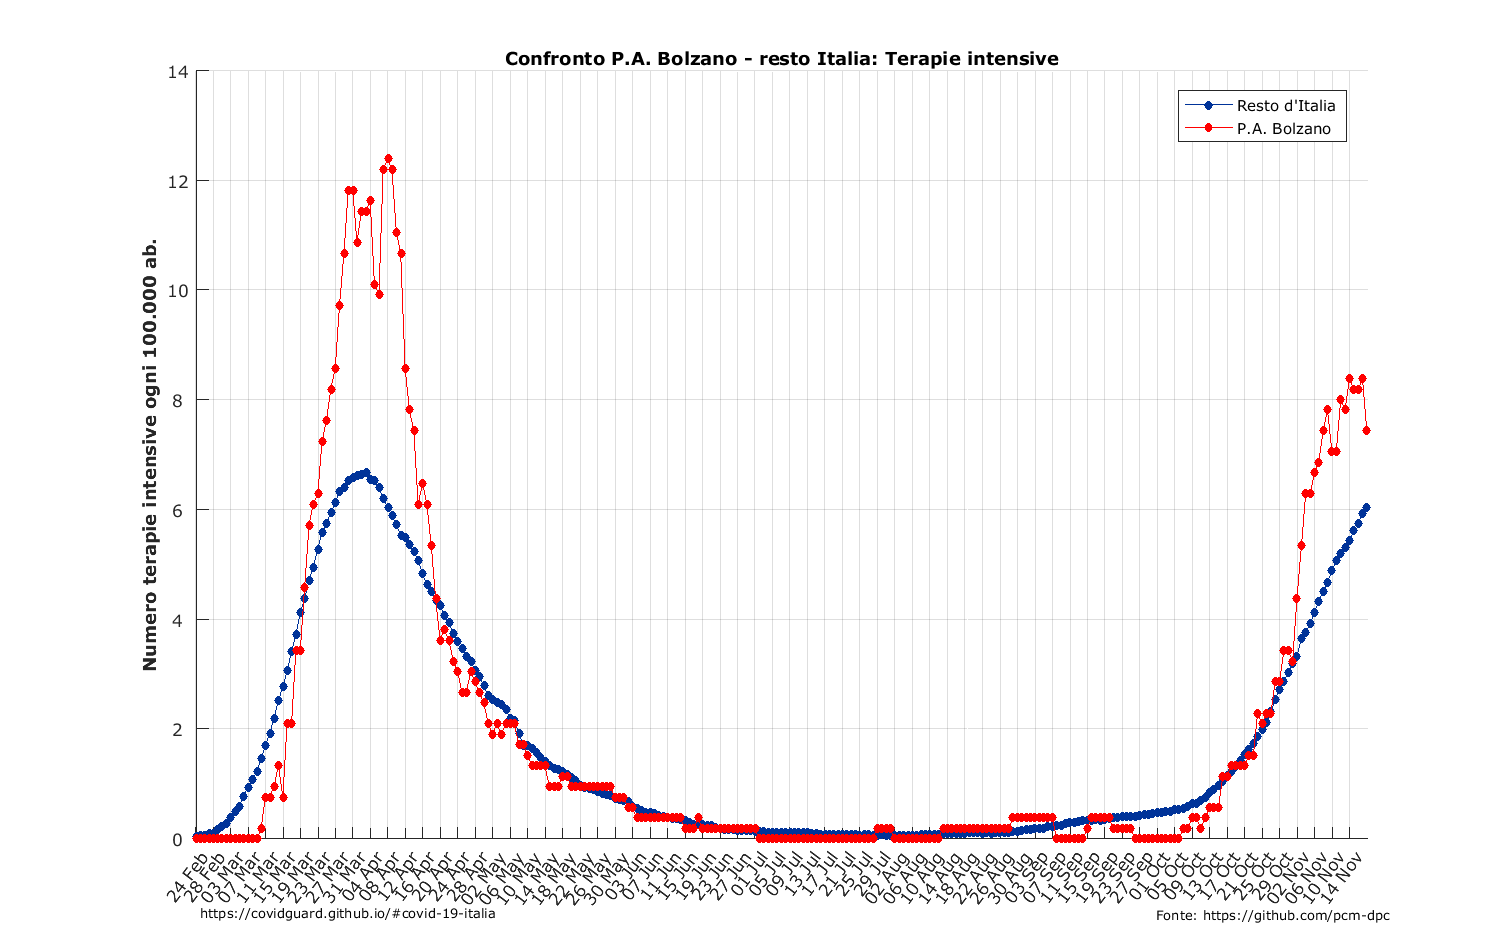 Confronto P.A. Bolzano - resto Italia: Terapie intensive
Resto d'Italia
P.A. Bolzano
Numero terapie intensive ogni 100.000 ab.
14
12
10
8
6
4
2
0
24 Feb
28 Feb
03 Mar
07 Mar
11 Mar
15 Mar
19 Mar
23 Mar
27 Mar
31 Mar
04 Apr
08 Apr
12 Apr
16 Apr
20 Apr
24 Apr
28 Apr
02 May
06 May
10 May
14 May
18 May
22 May
26 May
30 May
03 Jun
07 Jun
11 Jun
15 Jun
19 Jun
23 Jun
27 Jun
01 Jul
05 Jul
09 Jul
13 Jul
17 Jul
21 Jul
25 Jul
29 Jul
02 Aug
06 Aug
10 Aug
14 Aug
18 Aug
22 Aug
26 Aug
30 Aug
03 Sep
07 Sep
11 Sep
15 Sep
19 Sep
23 Sep
27 Sep
01 Oct
05 Oct
09 Oct
13 Oct
17 Oct
21 Oct
25 Oct
29 Oct
02 Nov
06 Nov
10 Nov
14 Nov
https://covidguard.github.io/#covid-19-italia
Fonte: https://github.com/pcm-dpc